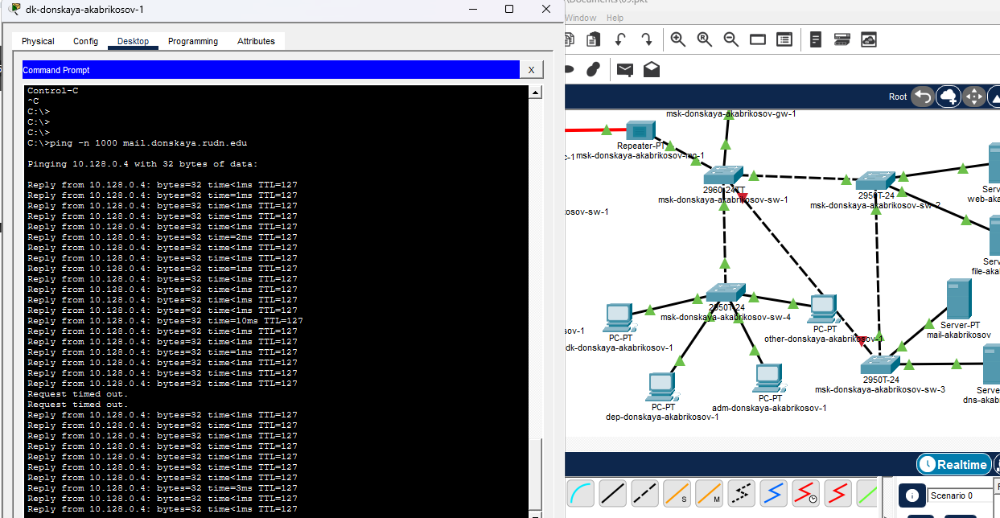 dk-donskaya-akabrikosov-1
Physical Config Desktop Programming Attributes
Command Prompt
X
Control-C
^C
C:\>
C:\>
C:\>
C:\>ping -n 1000 mail.donskaya.rudn.edu
Pinging 10.128.0.4 with 32 bytes of data:
Reply from 10.128.0.4: bytes=32 time<1ms TTL=127
Reply from 10.128.0.4: bytes=32 time=1ms TTL=127
Reply from 10.128.0.4: bytes=32 time<1ms TTL=127
Reply from 10.128.0.4: bytes=32 time<1ms TTL=127
Reply from 10.128.0.4: bytes=32 time<1ms TTL=127
Reply from 10.128.0.4: bytes=32 time=2ms TTL=127
Reply from 10.128.0.4: bytes=32 time<1ms TTL=127
Reply from 10.128.0.4: bytes=32 time<1ms TTL=127
Reply from 10.128.0.4: bytes=32 time=1ms TTL=127
Reply from 10.128.0.4: bytes=32 time<1ms TTL=127
Reply from 10.128.0.4: bytes=32 time<1ms TTL=127
Reply from 10.128.0.4: bytes=32 time<1ms TTL=127
Reply from 10.128.0.4: bytes=32 time<1ms TTL=127
Reply from 10.128.0.4: bytes=32 time=10ms TTL=127
Reply from 10.128.0.4: bytes=32 time<1ms TTL=127
Reply from 10.128.0.4: bytes=32 time<1ms TTL=127
Reply from 10.128.0.4: bytes=32 time<1ms TTL=127
Reply from 10.128.0.4: bytes=32 time<1ms TTL=127
Reply from 10.128.0.4: bytes=32 time<1ms TTL=127
Reply from 10.128.0.4: bytes=32 time<1ms TTL=127
Request timed out.
Request timed out.
Reply from 10.128.0.4: bytes=32 time<1ms TTL=127
Reply from 10.128.0.4: bytes=32 time<1ms TTL=127
Reply from 10.128.0.4: bytes=32 time<1ms TTL=127
Reply from 10.128.0.4: bytes=32 time<1ms TTL=127
Reply from 10.128.0.4: bytes=32 time<1ms TTL=127
Reply from 10.128.0.4: bytes=32 time<1ms TTL=127
Reply from 10.128.0.4: bytes=32 time<1ms TTL=127
Reply from 10.128.0.4: bytes=32 time=3ms TTL=127
Reply from 10.128.0.4: bytes=32 time<1ms TTL=127
Reply from 10.128.0.4: bytes=32 time<1ms TTL=127
Window Help
Root
msk-donskaya-akabrikosov-gw-1
Repeater-PT
msk-donskaya-akabrikosov-mc-1
2960-24TT
msk-donskaya-akabrikosov-sw-1
2950T-24
msk-donskaya-akabrikosov-sw-2
Serv
web-aka
kosov-sw-1
Serv
file-aka
2950T-24
msk-donskaya-akabrikosov-sw-4
Server-PT
mail-akabrikosov
sov-1
PC-PT
dk-donskaya-akabrikosov-1
PC-PT
other-donskaya-akabrikosov-1
2950T-24
msk-donskaya-akabrikosov-sw-3
Serve
dns-aka
PC-PT
dep-donskaya-akabrikosov-1
PC-PT
adm-donskaya-akabrikosov-1
Realtime
S
M
Scenario 0